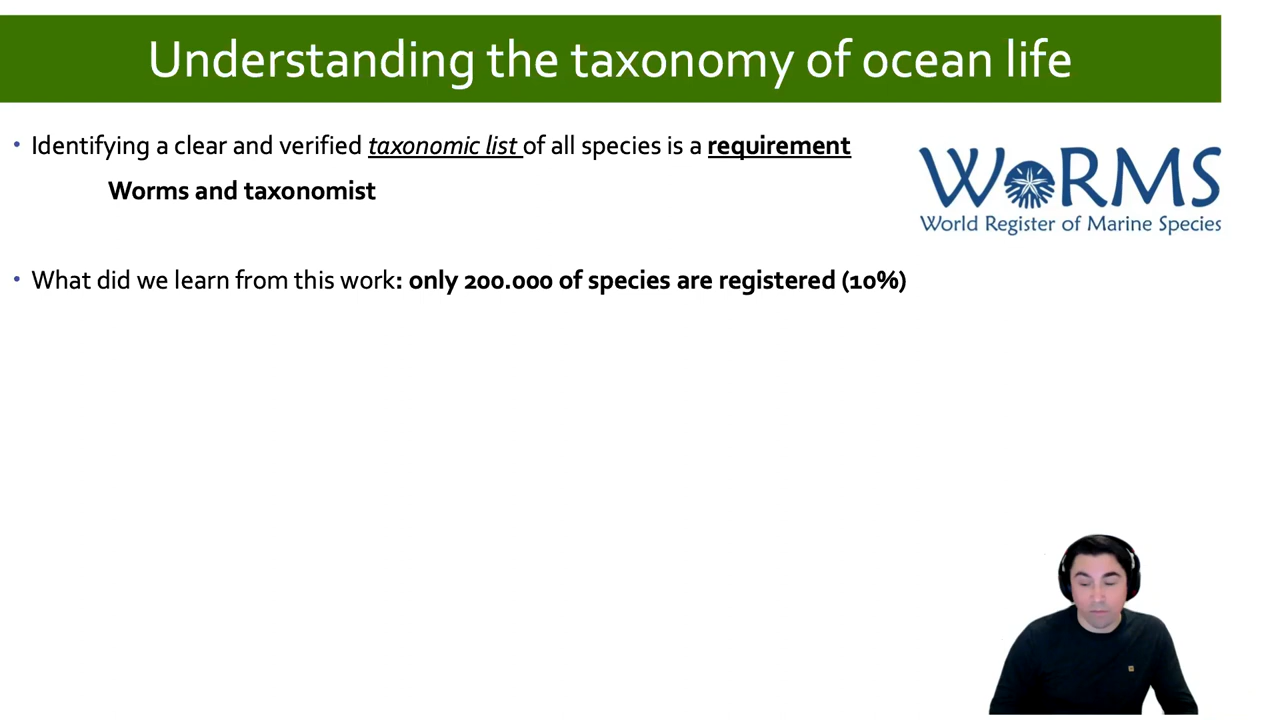 Understanding the taxonomy of ocean life
• Identifying a clear and verified taxonomic list of all species is a requirement
Worms and taxonomist
WoRMS
World Register of Marine Species
• What did we learn from this work: only 200.000 of species are registered (10%)